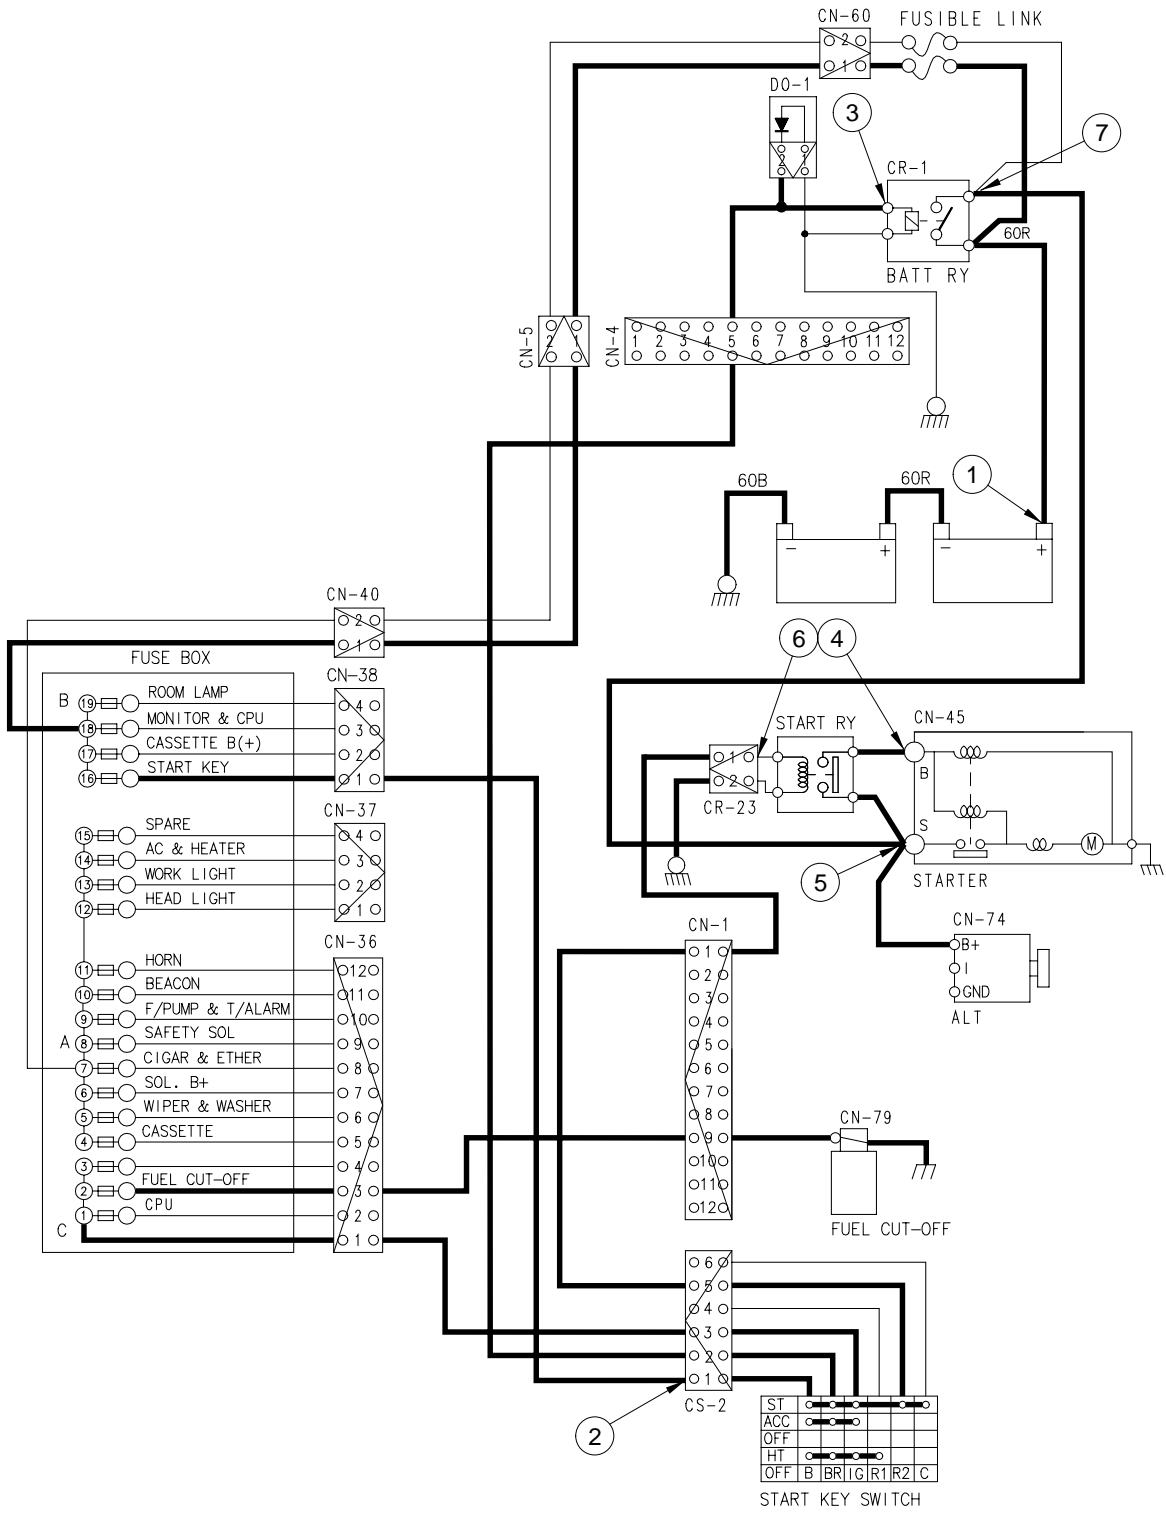 CN-60
FUSIBLE LINK
2
1
DO-1
2 1
3
7
CR-1
60R
BATT RY
CN-5
2 1
CN-4
1 2 3 4 5 6 7 8 9 10 11 12
60B
60R
1
- +
- +
CN-40
2
1
FUSE BOX
CN-38
B
19 ROOM LAMP 4
18 MONITOR & CPU 3
17 CASSETTE B(+) 2
16 START KEY 1
6 4
START RY
CN-45
1
2
CR-23
B
S
M
5
STARTER
CN-37
15 SPARE 4
14 AC & HEATER 3
13 WORK LIGHT 2
12 HEAD LIGHT 1
CN-74
B+
I
GND
ALT
CN-36
11 HORN 12
10 BEACON 11
9 F/PUMP & T/ALARM 10
A
8 SAFETY SOL 9
7 CIGAR & ETHER 8
6 SOL. B+ 7
5 WIPER & WASHER 6
4 CASSETTE 5
3 4
2 FUEL CUT-OFF 3
1 CPU 2
C
1
CN-1
1
2
3
4
5
6
7
8
9
10
11
12
CN-79
FUEL CUT-OFF
6
5
4
3
2
1
CS-2
2
ST
ACC
OFF
HT
OFF B BR IG R1 R2 C
START KEY SWITCH